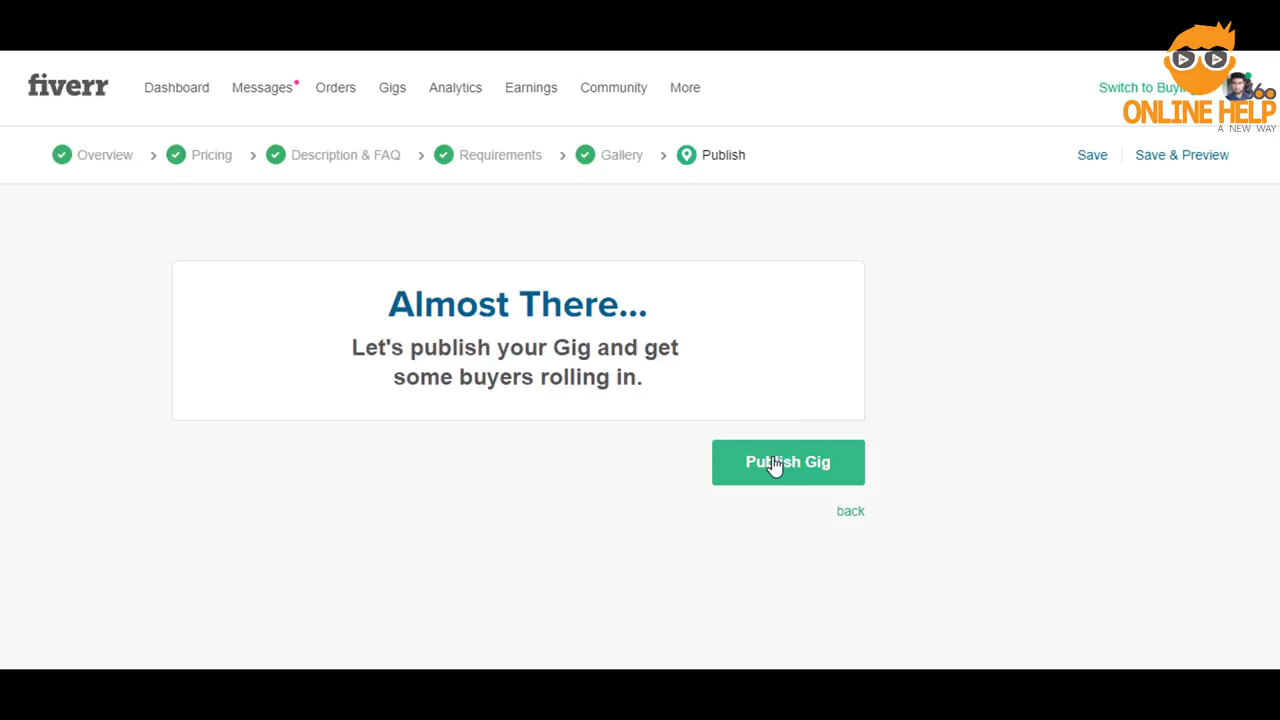 fiverr
Dashboard Messages Orders Gigs Analytics Earnings Community More
Switch to
ONLINE HELP
A NEW WAY
Overview Pricing Description & FAQ Requirements Gallery Publish
Save Save & Preview
Almost There...
Let's publish your Gig and get
some buyers rolling in.
Publish Gig
back